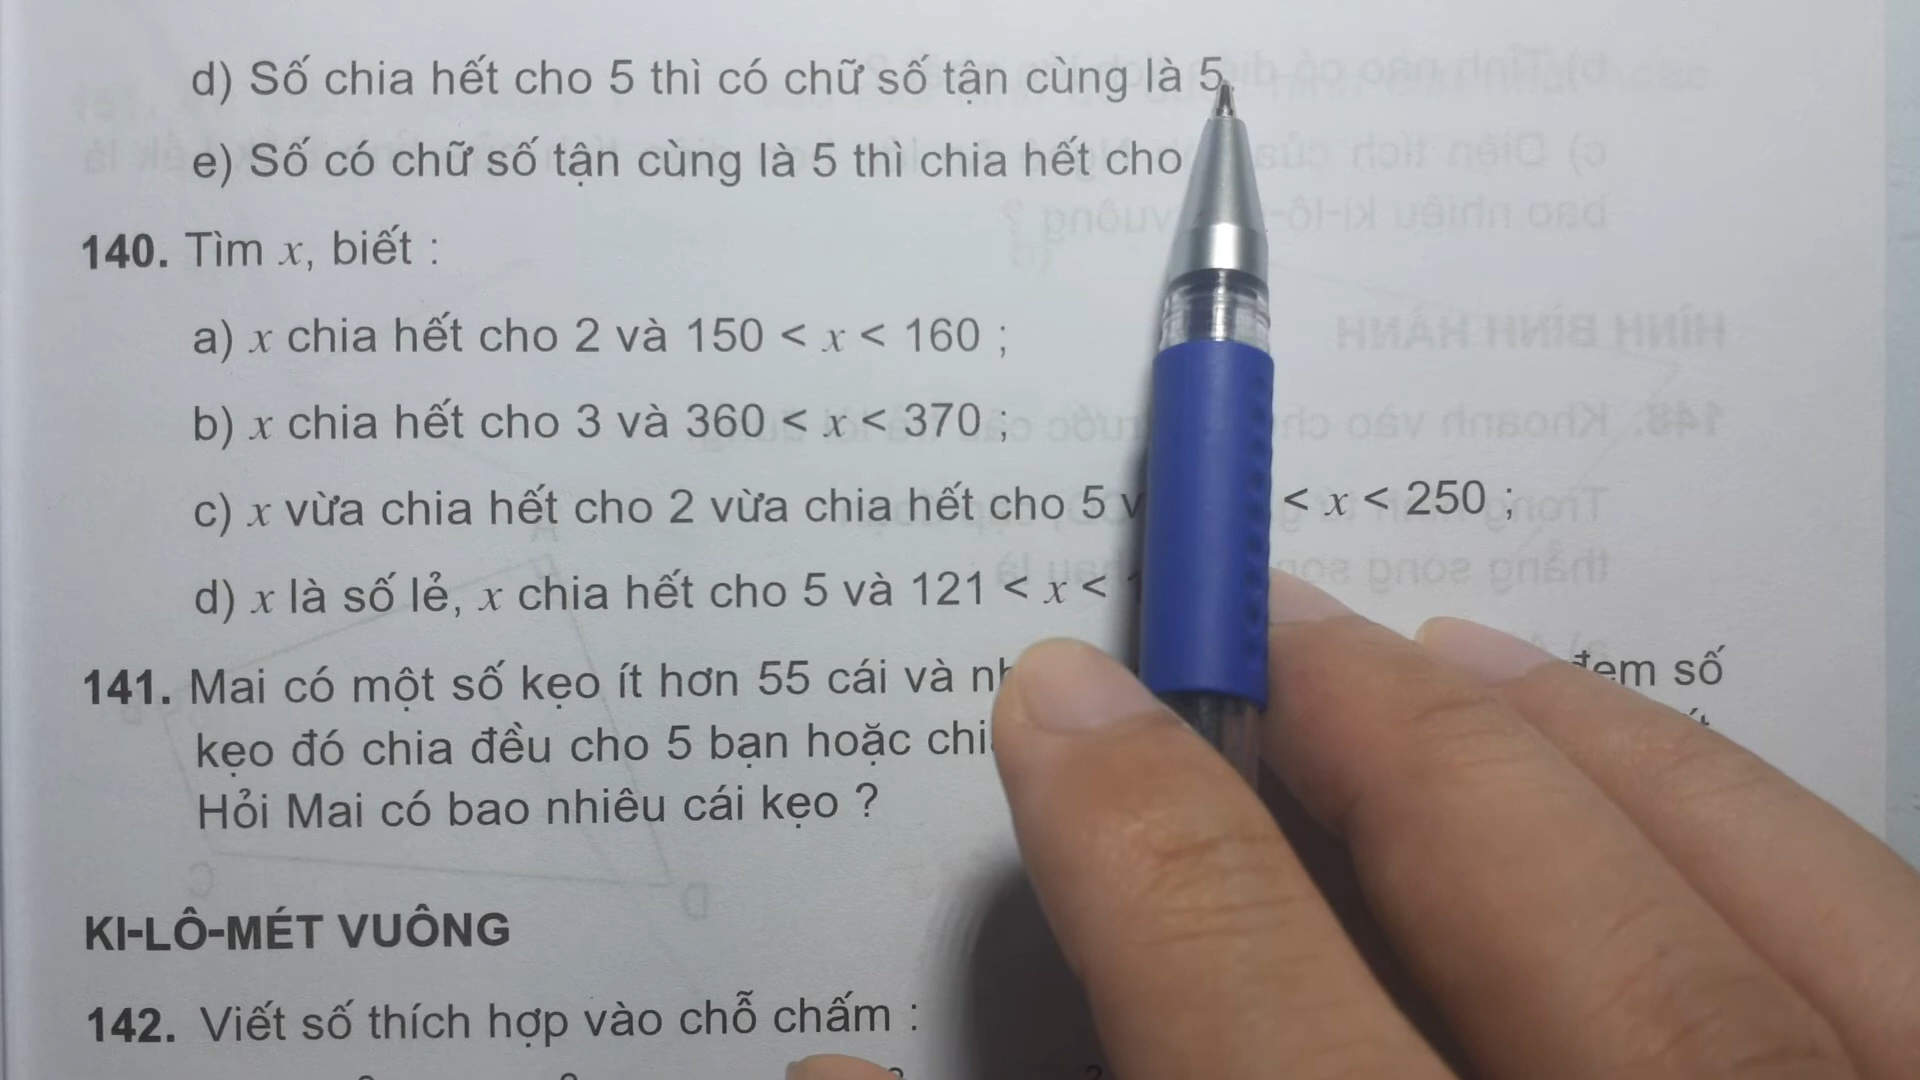 d) Số chia hết cho 5 thì có chữ số tận cùng là 5.
e) Số có chữ số tận cùng là 5 thì chia hết cho
140. Tìm x, biết :
a) x chia hết cho 2 và 150 < x < 160 ;
b) x chia hết cho 3 và 360 < x < 370 ;
c) x vừa chia hết cho 2 vừa chia hết cho 5 < x < 250 ;
d) x là số lẻ, x chia hết cho 5 và 121 < x <
141. Mai có một số kẹo ít hơn 55 cái và đem số
kẹo đó chia đều cho 5 bạn hoặc
Hỏi Mai có bao nhiêu cái kẹo ?
KI-LÔ-MÉT VUÔNG
142. Viết số thích hợp vào chỗ chấm :